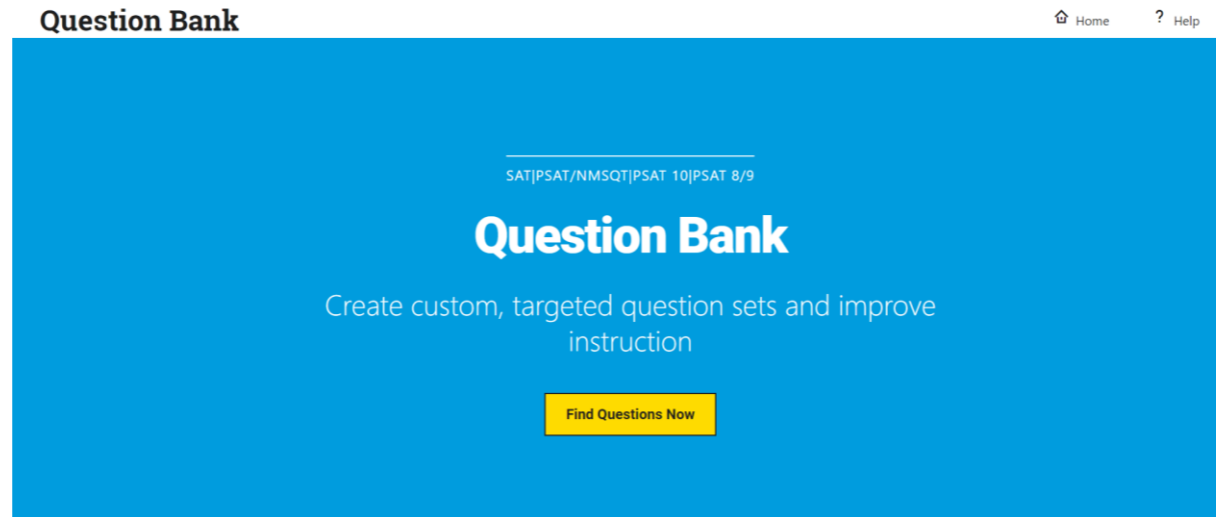 Question Bank
Home
? Help
SAT|PSAT/NMSQT|PSAT 10|PSAT 8/9
Question Bank
Create custom, targeted question sets and improve
instruction
Find Questions Now